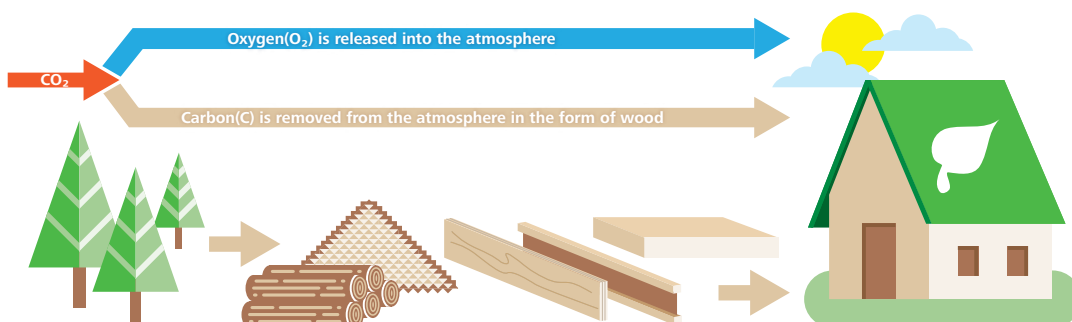 Oxygen(O₂) is released into the atmosphere
CO₂
Carbon(C) is removed from the atmosphere in the form of wood